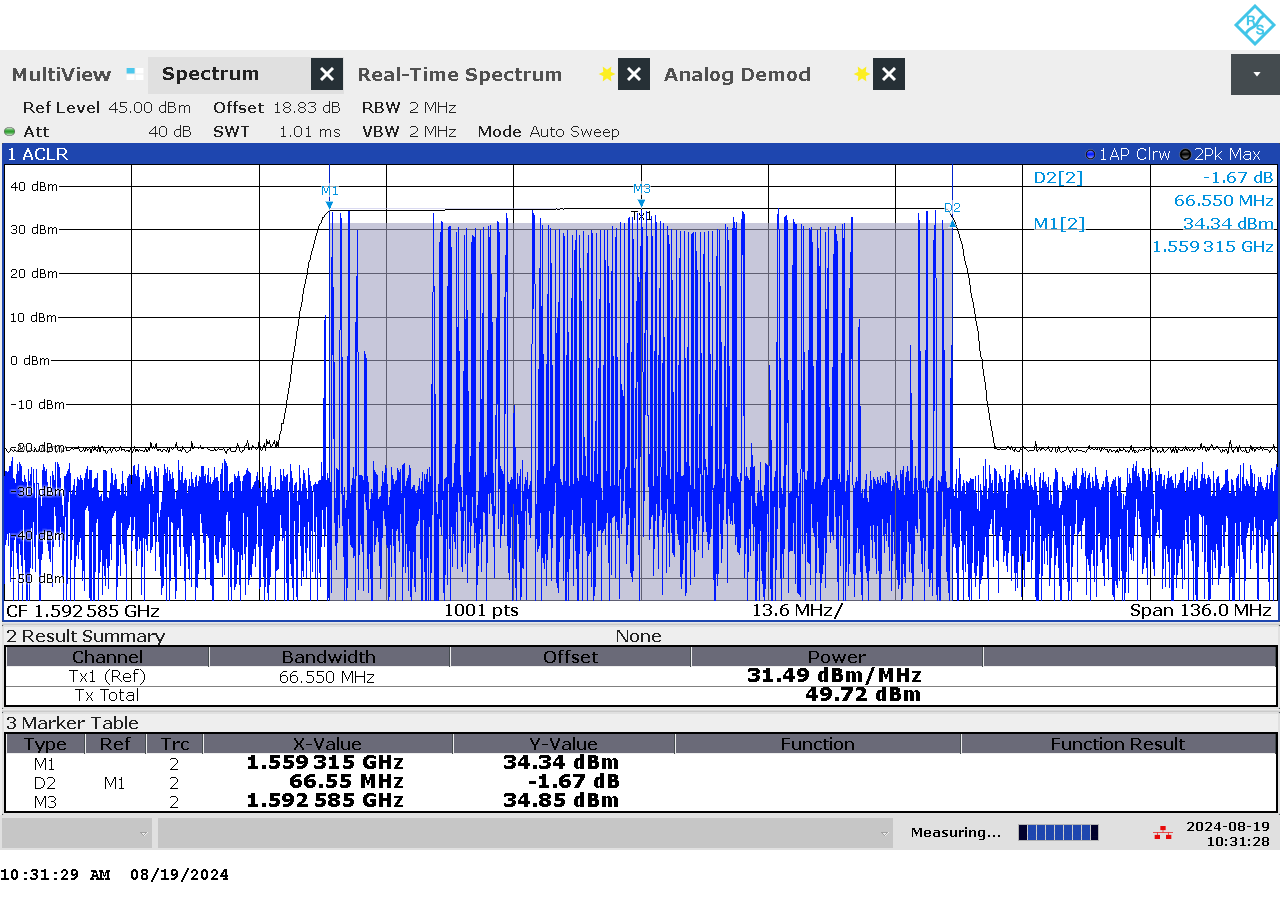 R S
MultiView Spectrum Real-Time Spectrum Analog Demod
Ref Level 45.00 dBm Offset 18.83 dB RBW 2 MHz
Att 40 dB SWT 1.01 ms VBW 2 MHz Mode Auto Sweep
1 ACLR 1AP Clrw 2Pk Max
D2[2] -1.67 dB
66.550 MHz
M1[2] 34.34 dBm
1.559 315 GHz
M1 M3 D2
Tx1
40 dBm
30 dBm
20 dBm
10 dBm
0 dBm
-10 dBm
-20 dBm
-30 dBm
-40 dBm
-50 dBm
CF 1.592 585 GHz 1001 pts 13.6 MHz/ Span 136.0 MHz
2 Result Summary None
Channel Bandwidth Offset Power
Tx1 (Ref) 66.550 MHz 31.49 dBm/MHz
Tx Total 49.72 dBm
3 Marker Table
Type Ref Trc X-Value Y-Value Function Function Result
M1 2 1.559 315 GHz 34.34 dBm
D2 M1 2 66.55 MHz -1.67 dB
M3 2 1.592 585 GHz 34.85 dBm
Measuring... 2024-08-19
10:31:28
10:31:29 AM 08/19/2024